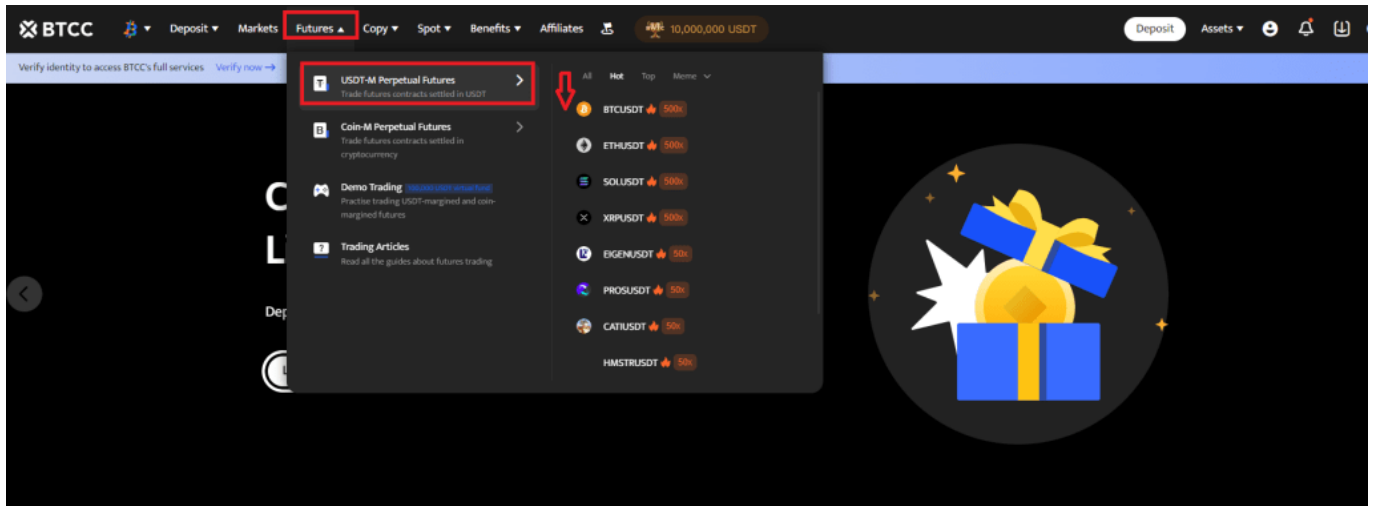 BTCC
Deposit
Markets
Futures
Copy
Spot
Benefits
Affiliates
10,000,000 USDT
Deposit
Assets
Verify identity to access BTCC's full services Verify now →
USDT-M Perpetual Futures
Trade futures contracts settled in USDT
Coin-M Perpetual Futures
Trade futures contracts settled in
cryptocurrency
Demo Trading
Practise trading USDT-margined and coin-
margined futures
Trading Articles
Read all the guides about futures trading
All Hot Top Meme
BTCUSDT 500x
ETHUSDT 500x
SOLUSDT 500x
XRPUSDT 500x
EIGENUSDT 50x
PROSUSDT 50x
CATIUSDT 50x
HMSTRUSDT 50x
C
L
Dep